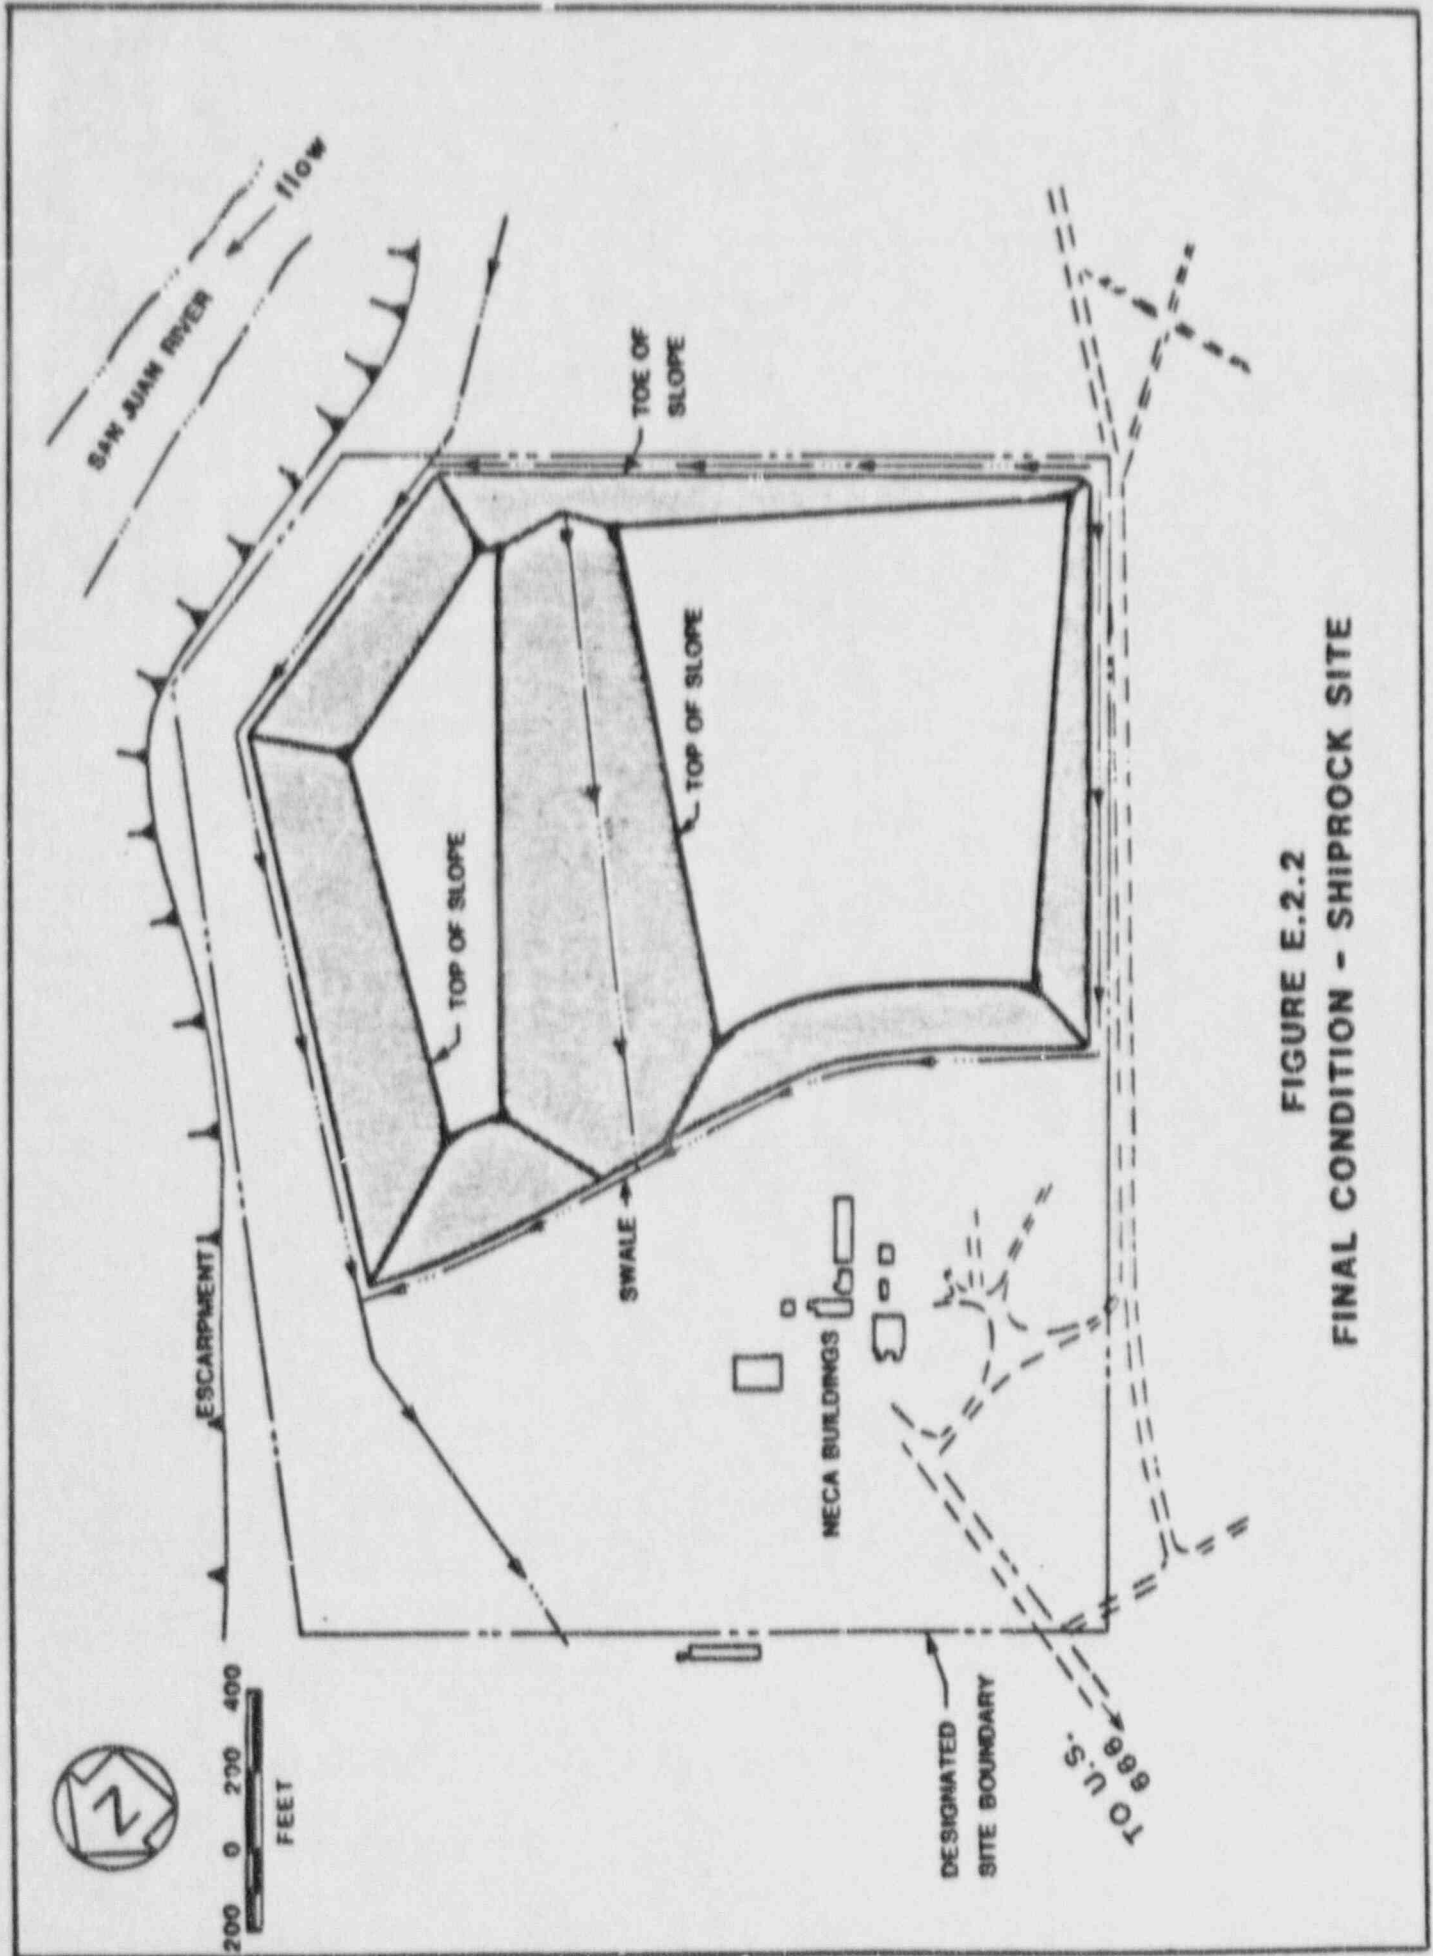 N
200 0 200 400
FEET
ESCARPMENT
SAN JUAN RIVER
flow
TOE OF
SLOPE
TOP OF SLOPE
TOP OF SLOPE
SWALE
NECA BUILDINGS
DESIGNATED
SITE BOUNDARY
TO U.S.
666
FIGURE E.2.2
FINAL CONDITION - SHIPROCK SITE